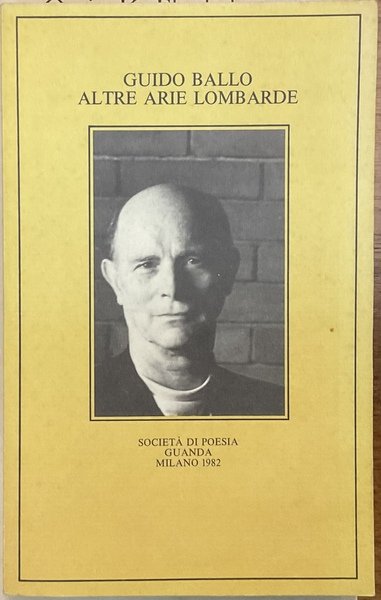 GUIDO BALLO
ALTRE ARIE LOMBARDE
SOCIETÀ DI POESIA
GUANDA
MILANO 1982